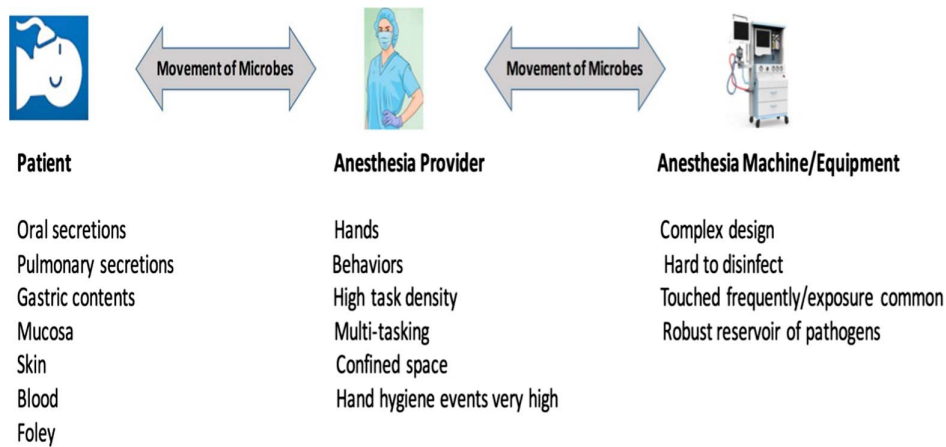 Movement of Microbes
Movement of Microbes
Patient
Oral secretions
Pulmonary secretions
Gastric contents
Mucosa
Skin
Blood
Foley
Anesthesia Provider
Hands
Behaviors
High task density
Multi-tasking
Confined space
Hand hygiene events very high
Anesthesia Machine/Equipment
Complex design
Hard to disinfect
Touched frequently/exposure common
Robust reservoir of pathogens